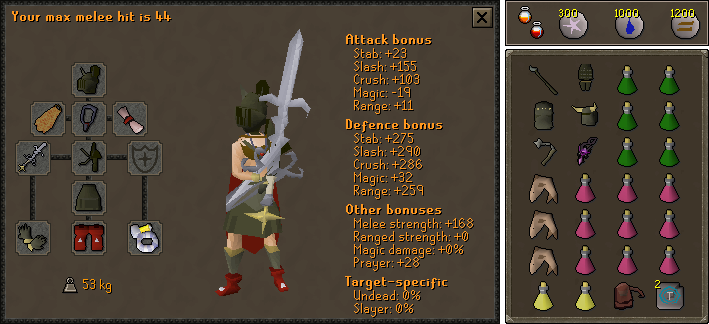 Your max melee hit is 44
Attack bonus
Stab: +23
Slash: +155
Crush: +103
Magic: -19
Range: +11
Defence bonus
Stab: +275
Slash: +290
Crush: +286
Magic: +32
Range: +259
Other bonuses
Melee strength: +168
Ranged strength: +0
Magic damage: +0%
Prayer: +28
Target-specific
Undead: 0%
Slayer: 0%
53 kg
300
1000
600
2
T